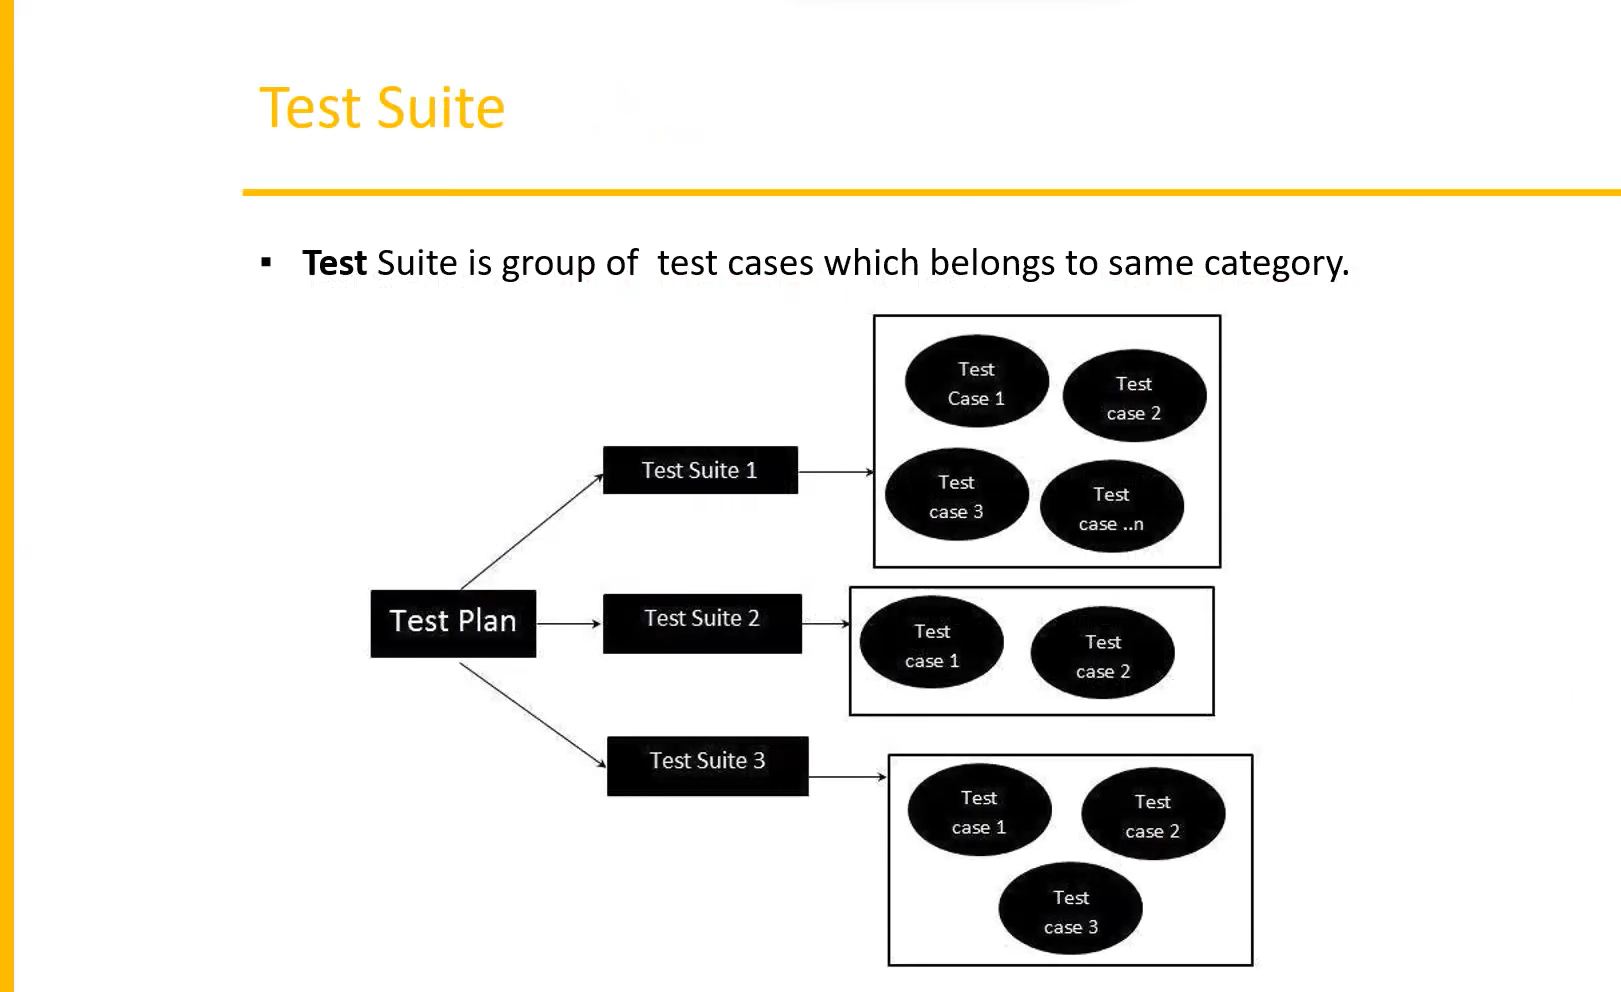 Test Suite
▪ Test Suite is group of  test cases which belongs to same category.
Test
Case 1
Test
case 2
Test
case 3
Test
case ..n
Test Suite 1
Test Plan
Test Suite 2
Test
case 1
Test
case 2
Test Suite 3
Test
case 1
Test
case 2
Test
case 3